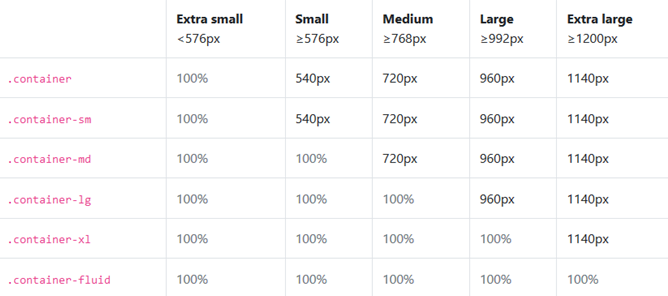 Extra small Small Medium Large Extra large
<576px ≥576px ≥768px ≥992px ≥1200px
.container 100% 540px 720px 960px 1140px
.container-sm 100% 540px 720px 960px 1140px
.container-md 100% 100% 720px 960px 1140px
.container-lg 100% 100% 100% 960px 1140px
.container-xl 100% 100% 100% 100% 1140px
.container-fluid 100% 100% 100% 100% 100%